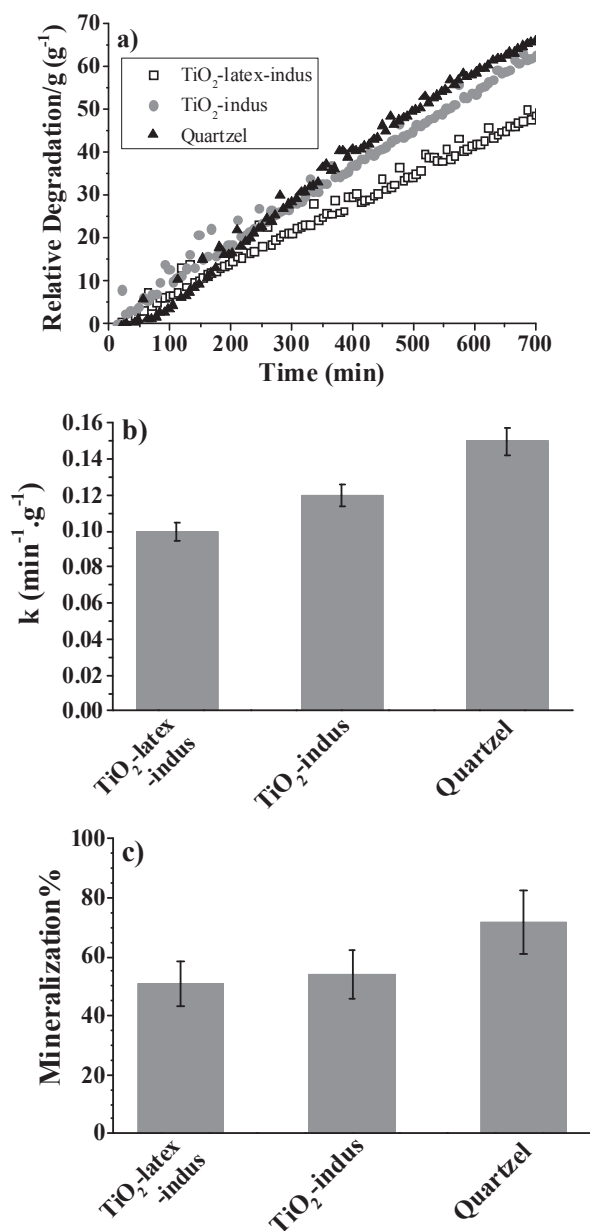 a)
Relative Degradation/g (g⁻¹)
70
60
50
40
30
20
10
0
TiO₂-latex-indus
TiO₂-indus
Quartzel
0 100 200 300 400 500 600 700
Time (min)
b)
k (min⁻¹.g⁻¹)
0.16
0.14
0.12
0.10
0.08
0.06
0.04
0.02
0.00
TiO₂-latex
-indus
TiO₂-indus
Quartzel
c)
Mineralization%
100
80
60
40
20
0
TiO₂-latex
-indus
TiO₂-indus
Quartzel